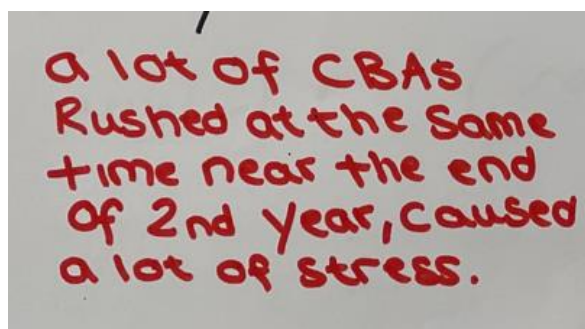 a lot of CBAs
Rushed at the same
time near the end
of 2nd year, caused
a lot of stress.